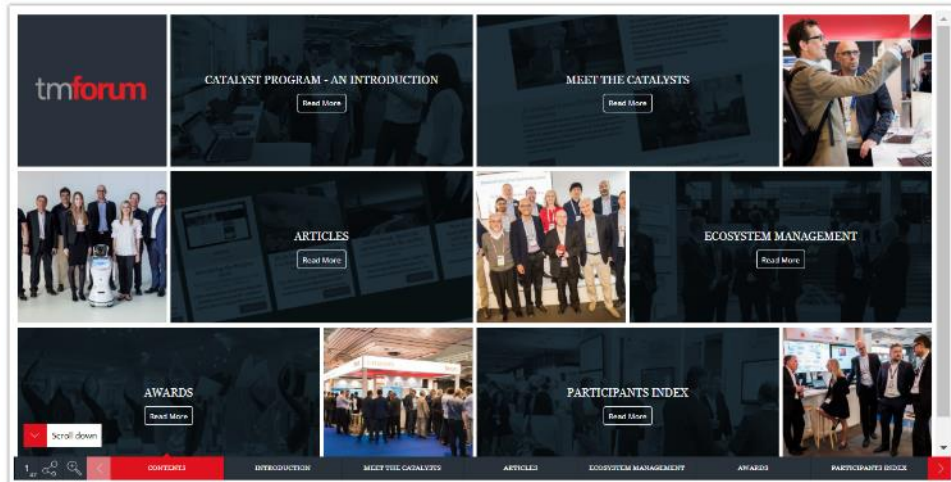 tmforum
CATALYST PROGRAM - AN INTRODUCTION
Read More
MEET THE CATALYSTS
Read More
ARTICLES
Read More
ECOSYSTEM MANAGEMENT
Read More
AWARDS
Read More
PARTICIPANTS INDEX
Read More
Scroll down
1
CONTENTS
INTRODUCTION
MEET THE CATALYSTS
ARTICLES
ECOSYSTEM MANAGEMENT
AWARDS
PARTICIPANTS INDEX